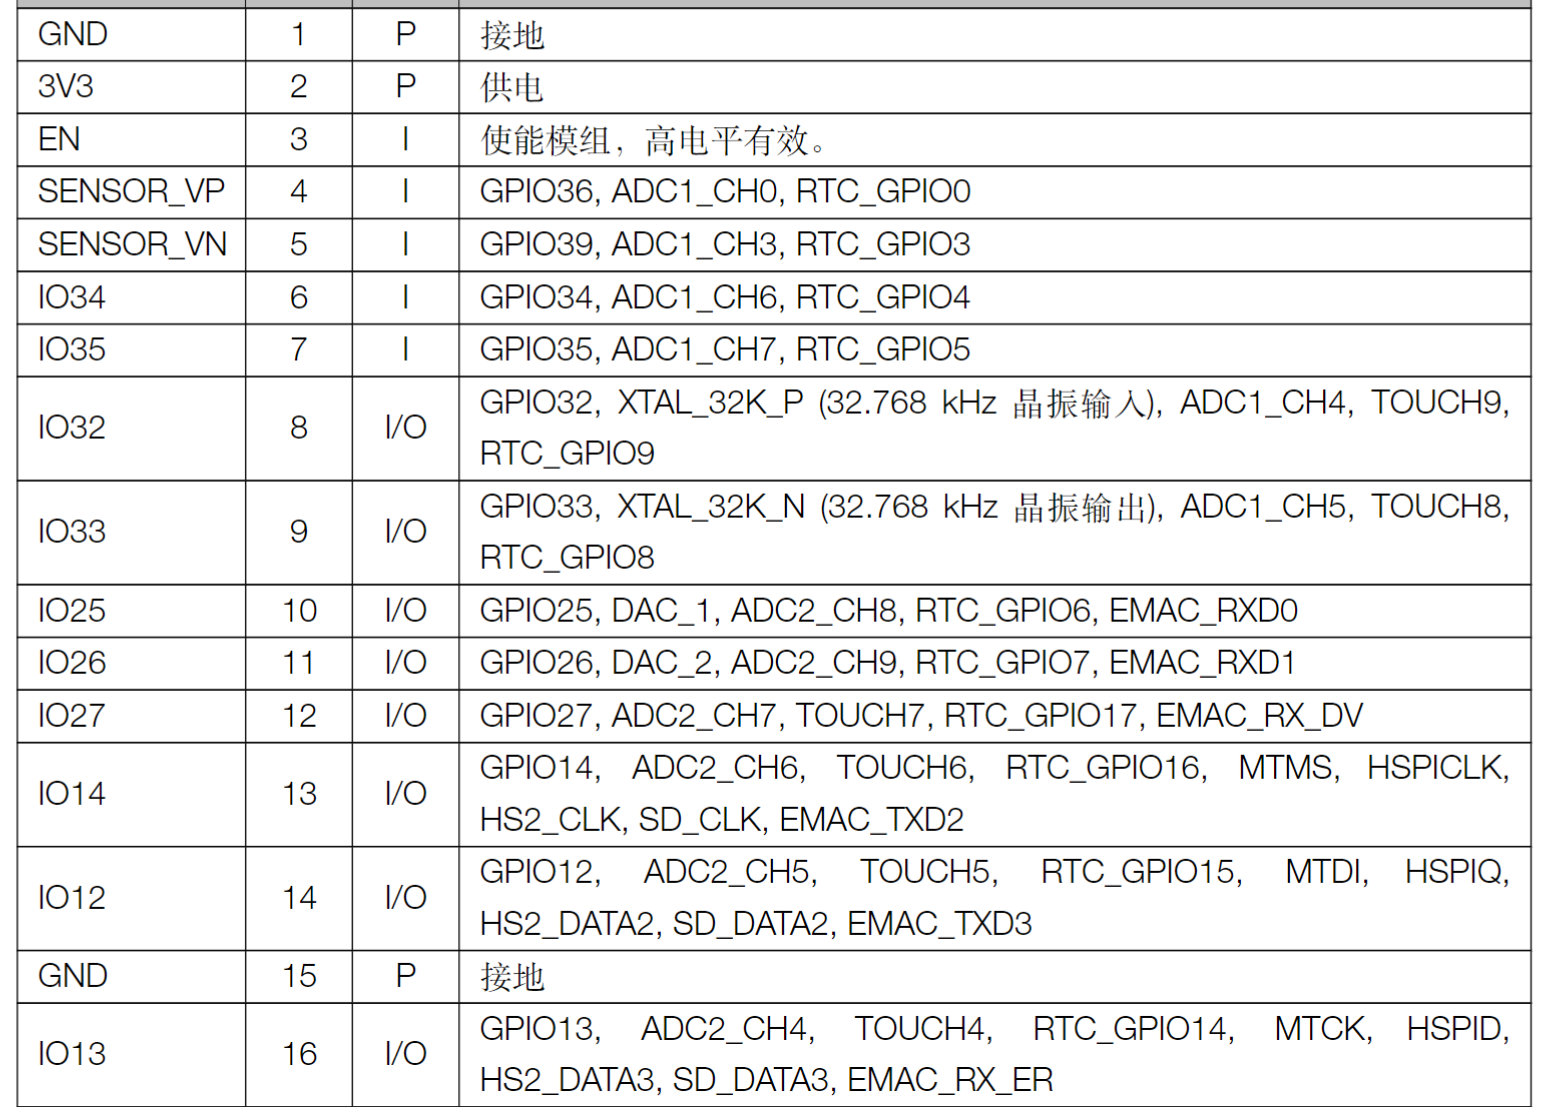 GND 1 P 接地
3V3 2 P 供电
EN 3 I 使能模组，高电平有效。
SENSOR_VP 4 I GPIO36, ADC1_CH0, RTC_GPIO0
SENSOR_VN 5 I GPIO39, ADC1_CH3, RTC_GPIO3
IO34 6 I GPIO34, ADC1_CH6, RTC_GPIO4
IO35 7 I GPIO35, ADC1_CH7, RTC_GPIO5
IO32 8 I/O GPIO32, XTAL_32K_P (32.768 kHz 晶振输入), ADC1_CH4, TOUCH9,
RTC_GPIO9
IO33 9 I/O GPIO33, XTAL_32K_N (32.768 kHz 晶振输出), ADC1_CH5, TOUCH8,
RTC_GPIO8
IO25 10 I/O GPIO25, DAC_1, ADC2_CH8, RTC_GPIO6, EMAC_RXD0
IO26 11 I/O GPIO26, DAC_2, ADC2_CH9, RTC_GPIO7, EMAC_RXD1
IO27 12 I/O GPIO27, ADC2_CH7, TOUCH7, RTC_GPIO17, EMAC_RX_DV
IO14 13 I/O GPIO14, ADC2_CH6, TOUCH6, RTC_GPIO16, MTMS, HSPICLK,
HS2_CLK, SD_CLK, EMAC_TXD2
IO12 14 I/O GPIO12, ADC2_CH5, TOUCH5, RTC_GPIO15, MTDI, HSPIQ,
HS2_DATA2, SD_DATA2, EMAC_TXD3
GND 15 P 接地
IO13 16 I/O GPIO13, ADC2_CH4, TOUCH4, RTC_GPIO14, MTCK, HSPID,
HS2_DATA3, SD_DATA3, EMAC_RX_ER